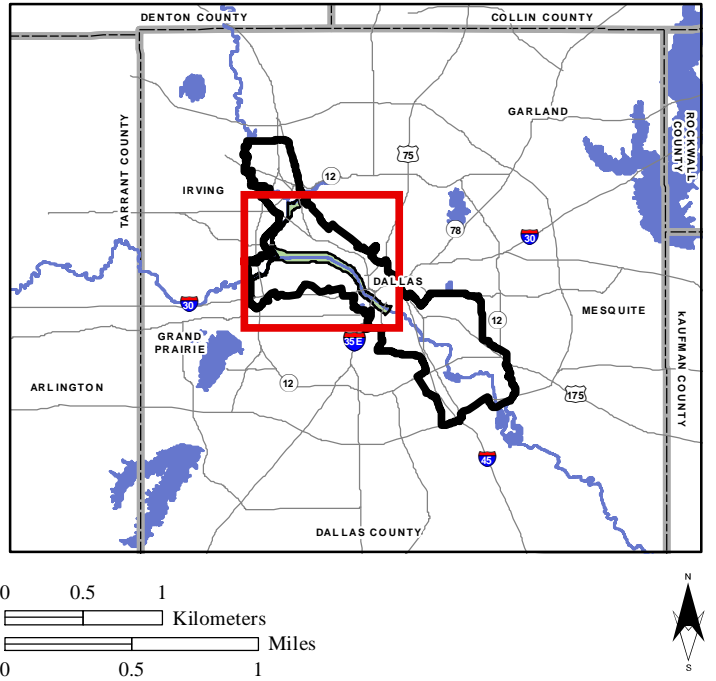 DENTON COUNTY
COLLIN COUNTY
GARLAND
ROCKWALL
COUNTY
75
TARRANT COUNTY
12
IRVING
78
30
DALLAS
30
MESQUITE
12
GRAND
PRAIRIE
35E
KAUFMAN COUNTY
12
ARLINGTON
175
45
DALLAS COUNTY
0 0.5 1
Kilometers
Miles
0 0.5 1
N
S